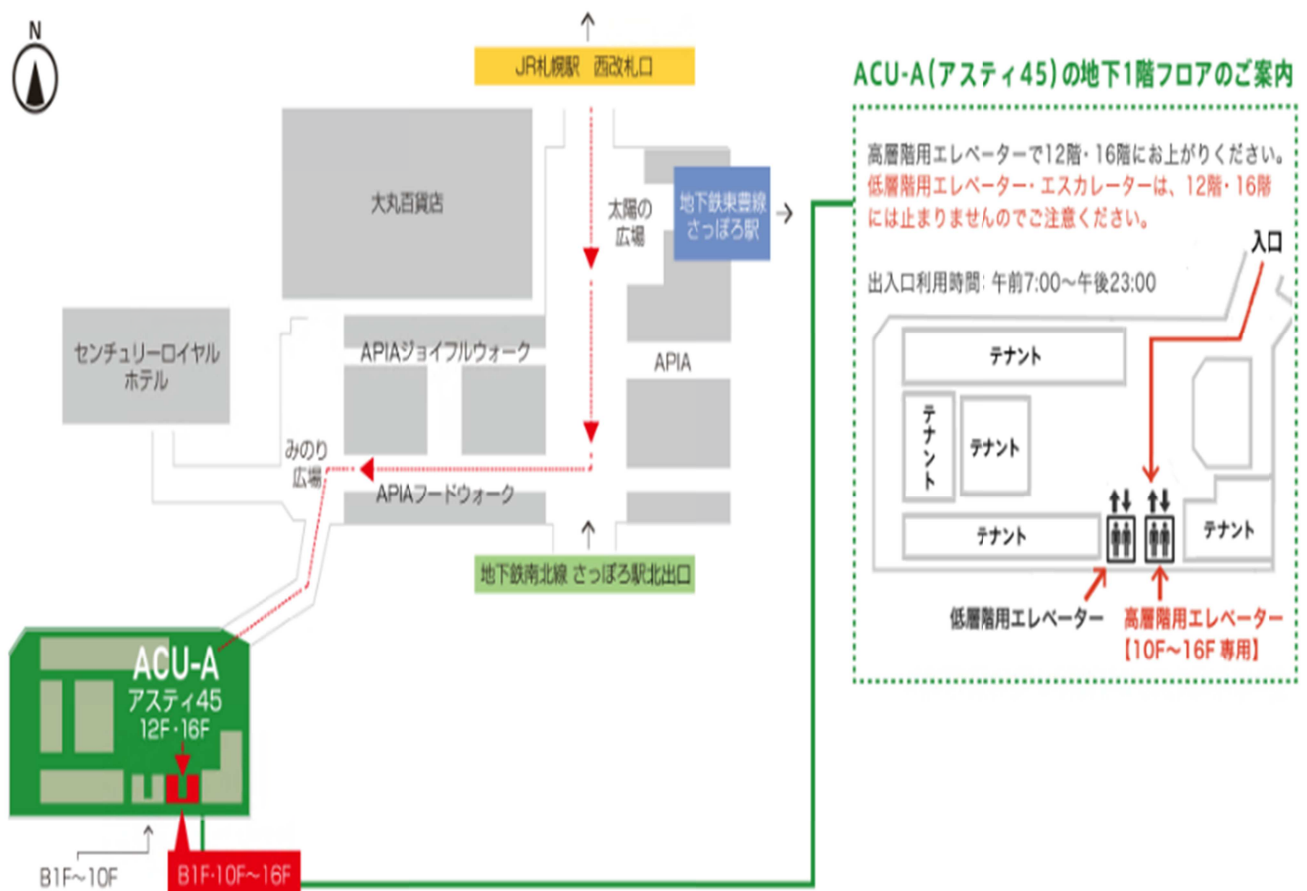 N
JR札幌駅 西改札口
大丸百貨店
太陽の
広場
地下鉄東豊線
さっぽろ駅
センチュリーロイヤル
ホテル
APIAジョイフルウォーク
APIA
みのり
広場
APIAフードウォーク
地下鉄南北線 さっぽろ駅北出口
ACU-A
アスティ45
12F・16F
B1F〜10F
B1F・10F〜16F
ACU-A(アスティ45)の地下1階フロアのご案内
高層階用エレベーターで12階・16階にお上がりください。
低層階用エレベーター・エスカレーターは、12階・16階
には止まりませんのでご注意ください。
入口
出入口利用時間：午前7:00〜午後23:00
テナント
テナント
テナント
テナント
テナント
低層階用エレベーター
高層階用エレベーター
【10F〜16F 専用】